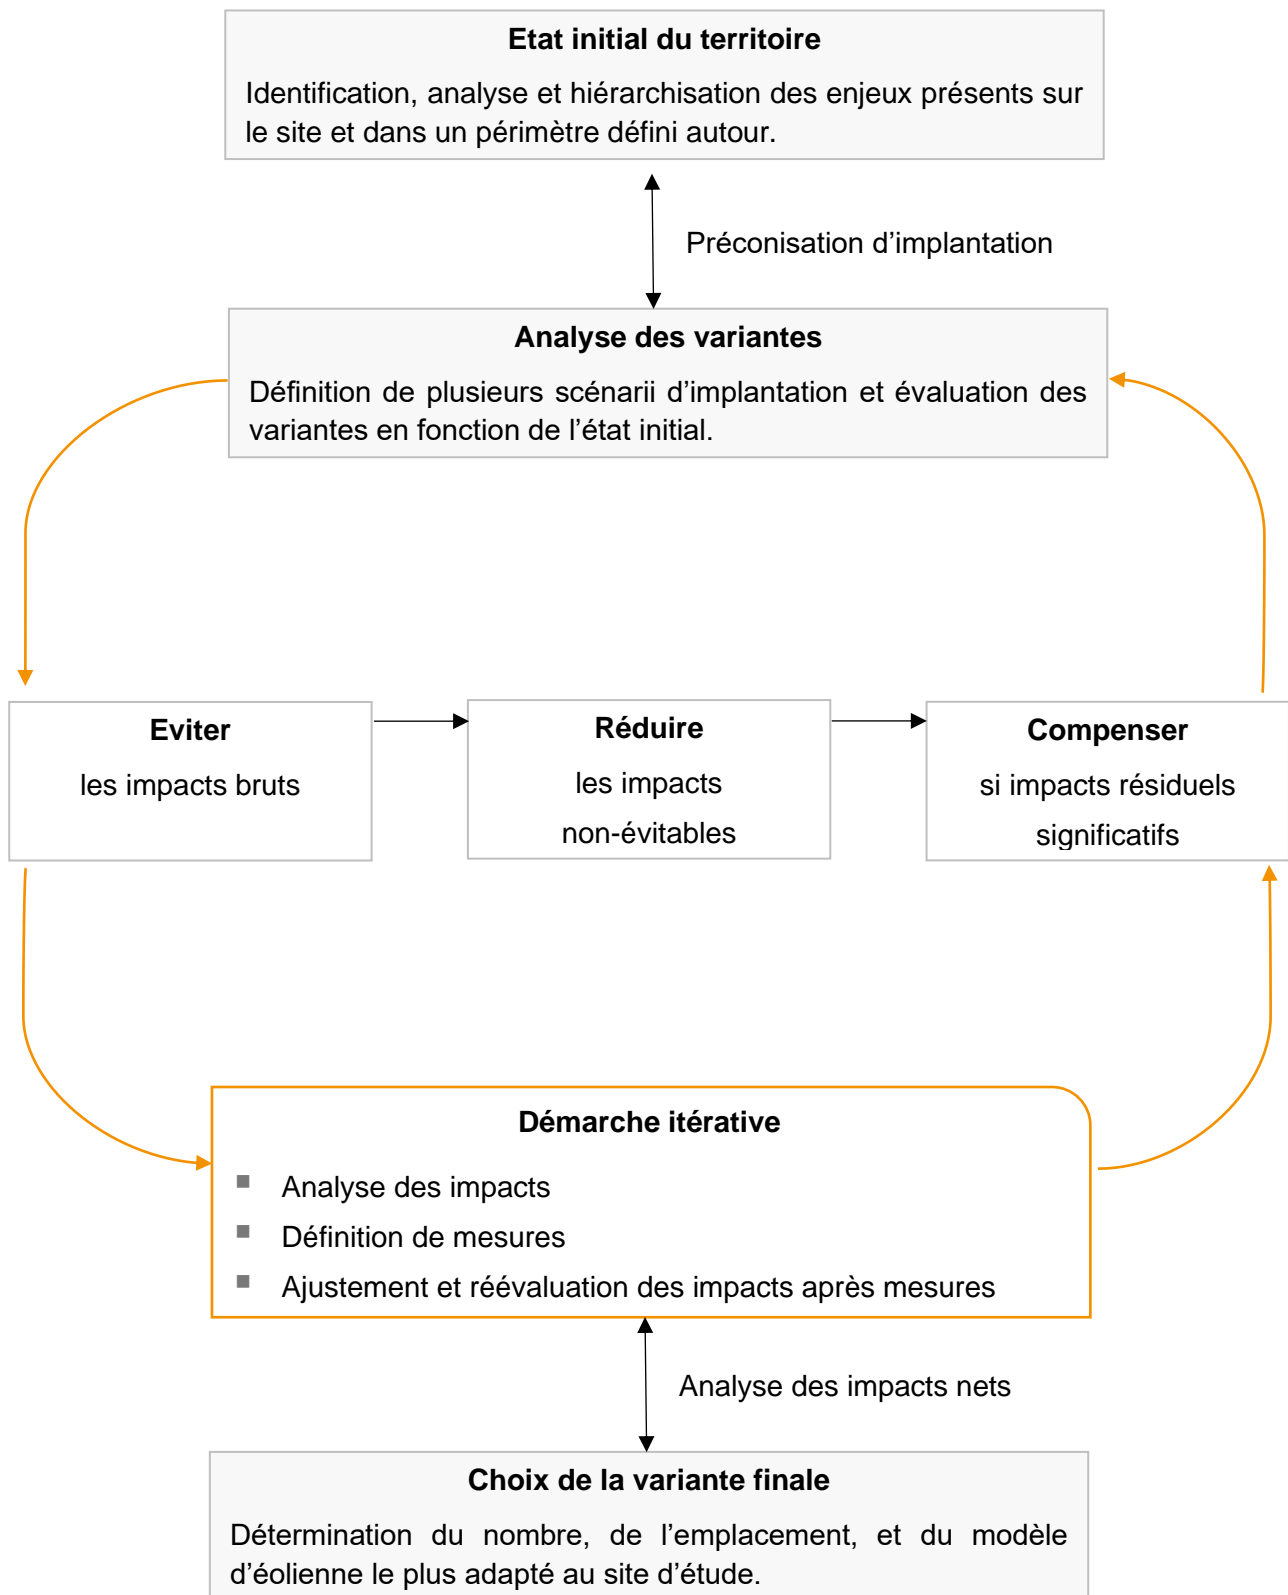 Etat initial du territoire
Identification, analyse et hiérarchisation des enjeux présents sur
le site et dans un périmètre défini autour.
Préconisation d’implantation
Analyse des variantes
Définition de plusieurs scénarii d’implantation et évaluation des
variantes en fonction de l’état initial.
Eviter
les impacts bruts
Réduire
les impacts
non-évitables
Compenser
si impacts résiduels
significatifs
Démarche itérative
Analyse des impacts
Définition de mesures
Ajustement et réévaluation des impacts après mesures
Analyse des impacts nets
Choix de la variante finale
Détermination du nombre, de l’emplacement, et du modèle
d’éolienne le plus adapté au site d’étude.